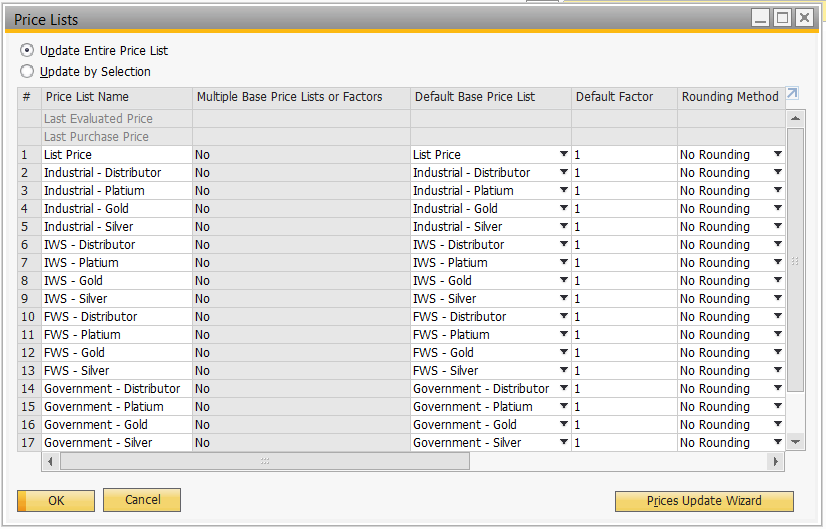 Price Lists
Update Entire Price List
Update by Selection
# Price List Name Multiple Base Price Lists or Factors Default Base Price List Default Factor Rounding Method
Last Evaluated Price
Last Purchase Price
1 List Price No List Price 1 No Rounding
2 Industrial - Distributor No Industrial - Distributor 1 No Rounding
3 Industrial - Platium No Industrial - Platium 1 No Rounding
4 Industrial - Gold No Industrial - Gold 1 No Rounding
5 Industrial - Silver No Industrial - Silver 1 No Rounding
6 IWS - Distributor No IWS - Distributor 1 No Rounding
7 IWS - Platium No IWS - Platium 1 No Rounding
8 IWS - Gold No IWS - Gold 1 No Rounding
9 IWS - Silver No IWS - Silver 1 No Rounding
10 FWS - Distributor No FWS - Distributor 1 No Rounding
11 FWS - Platium No FWS - Platium 1 No Rounding
12 FWS - Gold No FWS - Gold 1 No Rounding
13 FWS - Silver No FWS - Silver 1 No Rounding
14 Government - Distributor No Government - Distributor 1 No Rounding
15 Government - Platium No Government - Platium 1 No Rounding
16 Government - Gold No Government - Gold 1 No Rounding
17 Government - Silver No Government - Silver 1 No Rounding
OK Cancel Prices Update Wizard